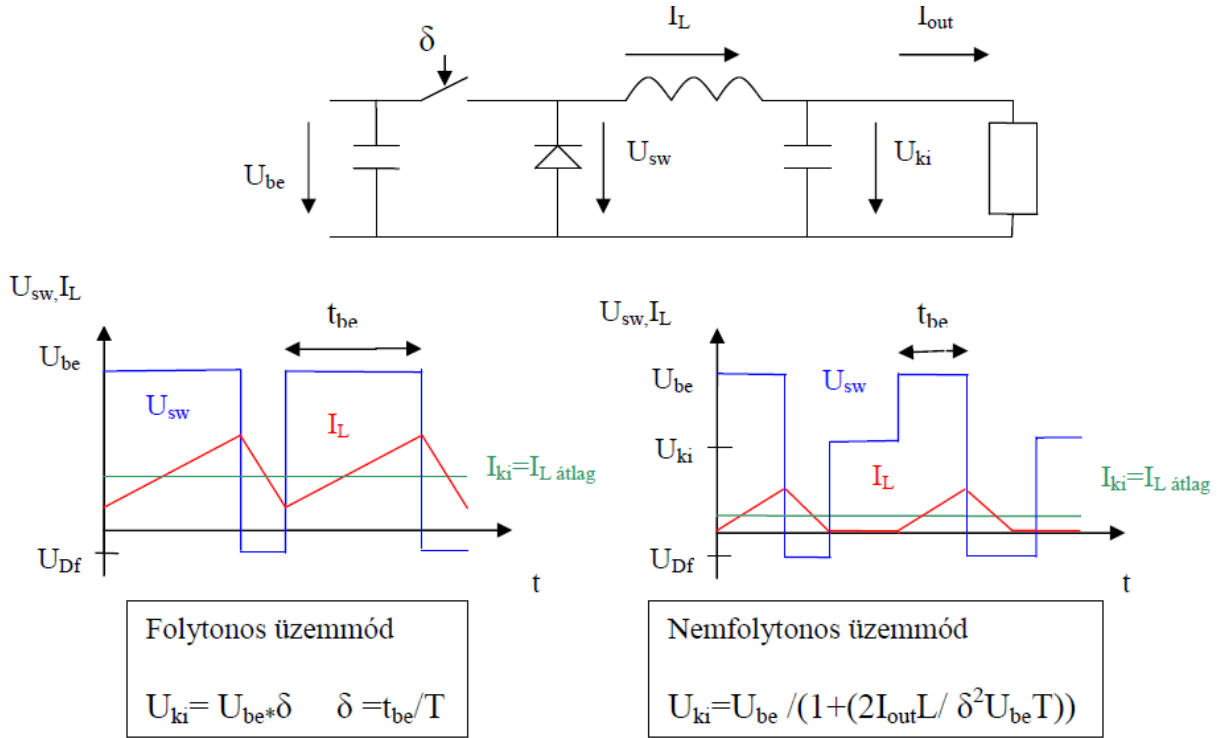 δ
I_L
I_out
U_be
U_sw
U_ki
U_sw, I_L
t_be
U_be
U_sw
I_L
I_ki=I_L átlag
U_Df
t
U_sw, I_L
t_be
U_be
U_sw
U_ki
I_L
I_ki=I_L átlag
U_Df
t
Folytonos üzemmód
U_ki= U_be*δ δ =t_be/T
Nemfolytonos üzemmód
U_ki=U_be /(1+(2I_outL/ δ²U_beT))